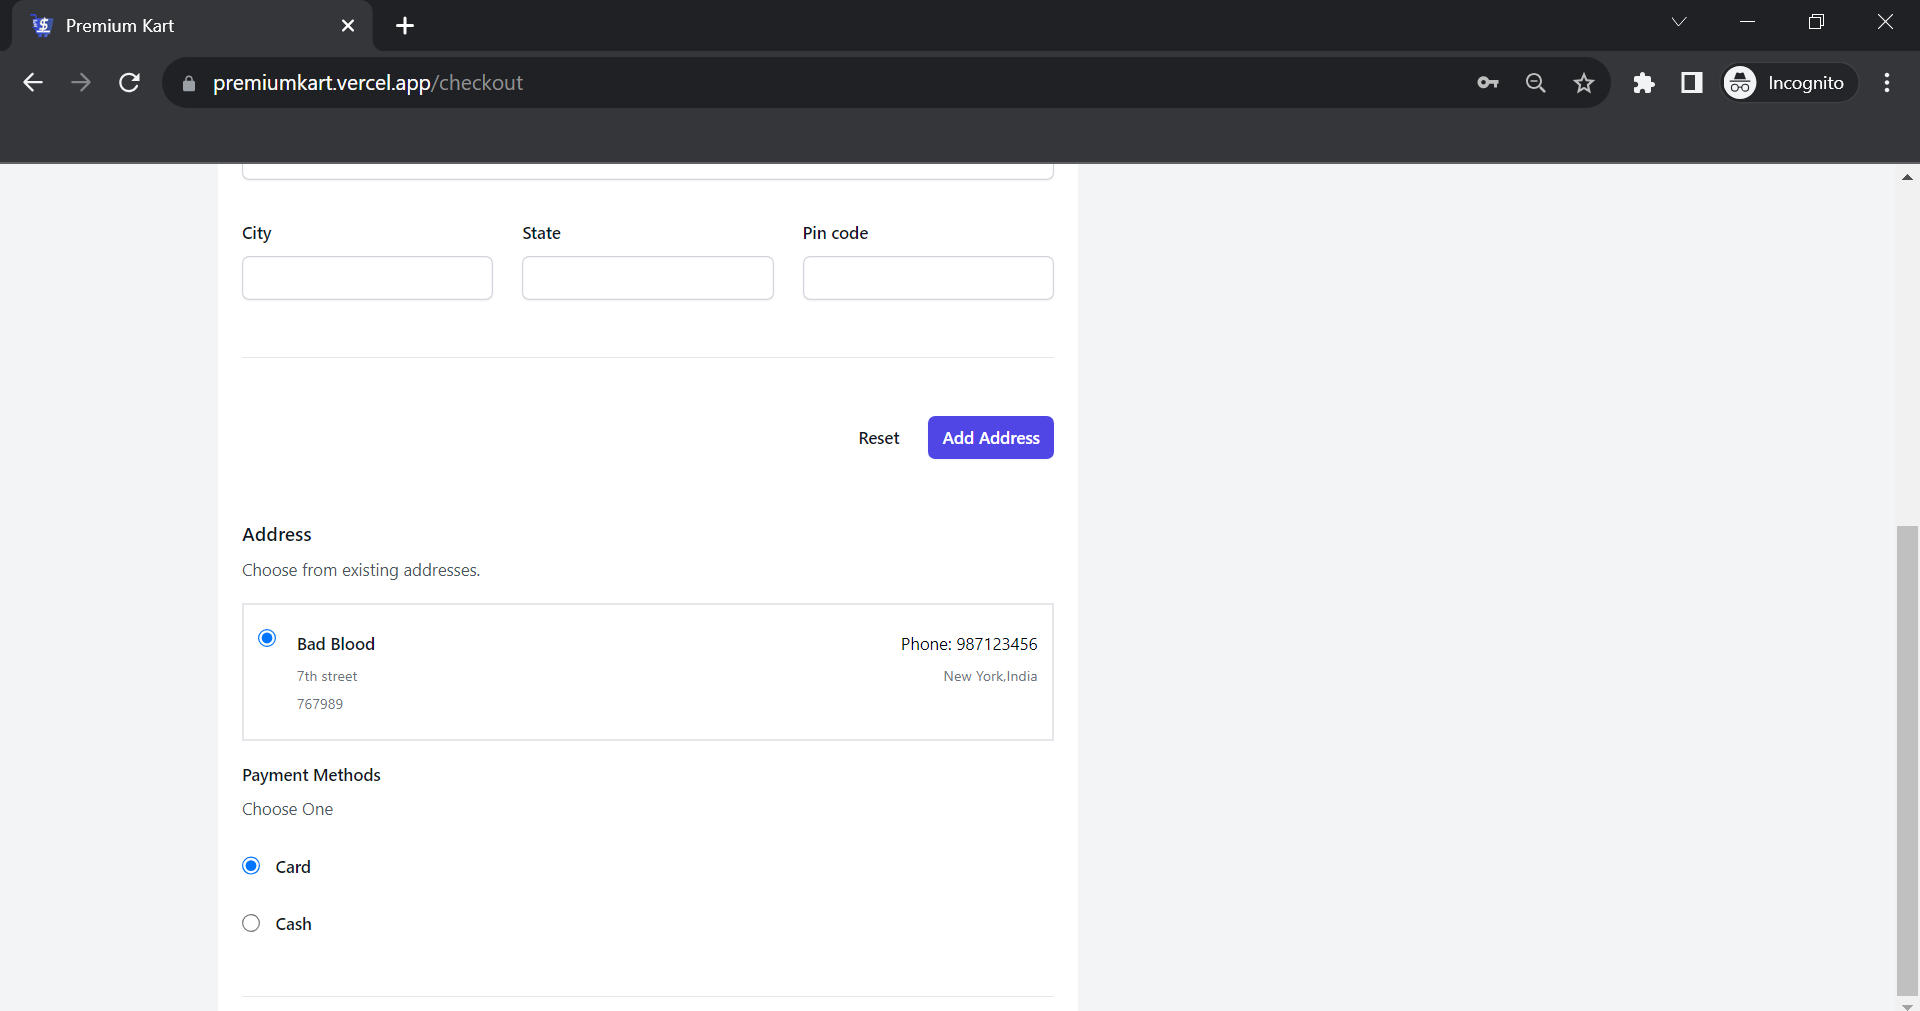 Premium Kart
premiumkart.vercel.app/checkout
Incognito
City State Pin code
Reset Add Address
Address
Choose from existing addresses.
Bad Blood Phone: 987123456
7th street New York,India
767989
Payment Methods
Choose One
Card
Cash